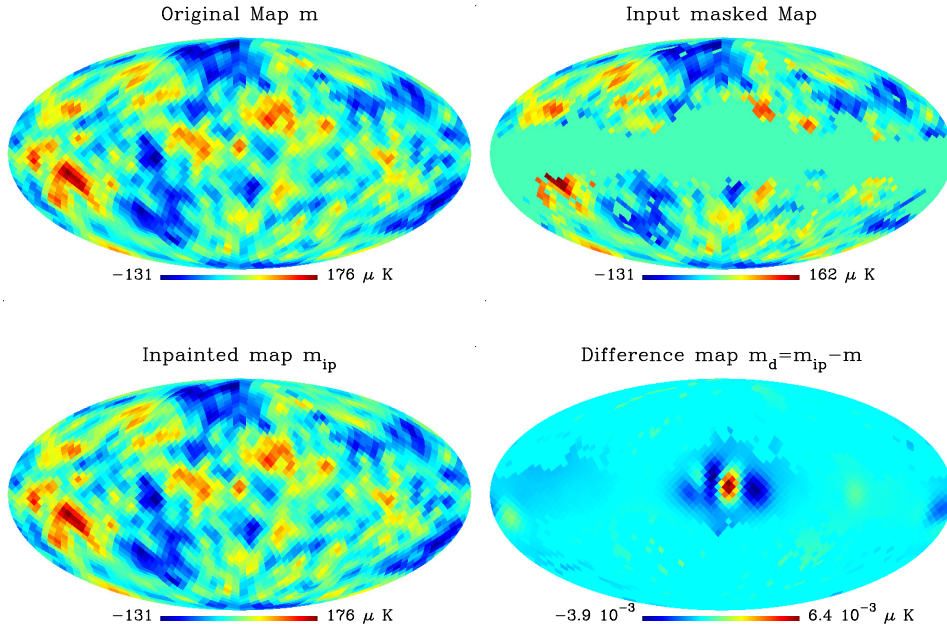 Original Map m
Input masked Map
−131 176 μ K
−131 162 μ K
Inpainted map m_ip
Difference map m_d=m_ip−m
−131 176 μ K
−3.9 10⁻³ 6.4 10⁻³ μ K